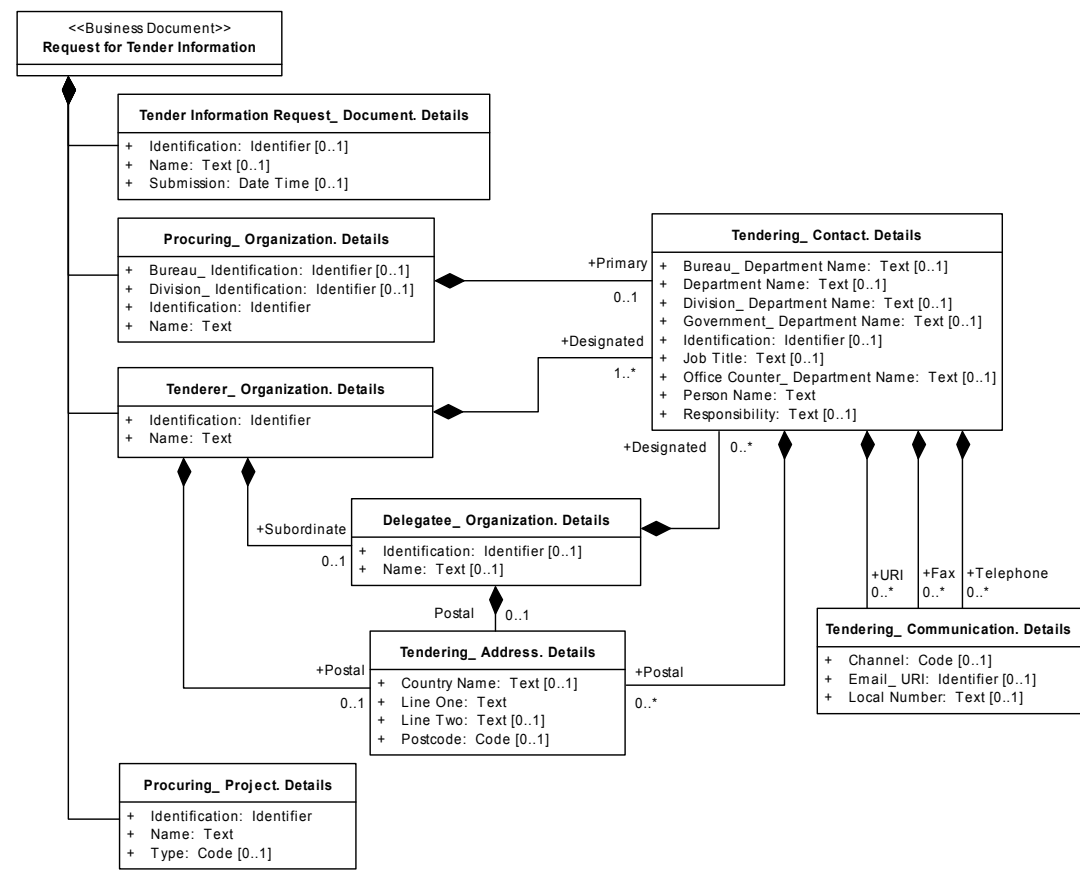 <<Business Document>>
Request for Tender Information
Tender Information Request_ Document. Details
+ Identification: Identifier [0..1]
+ Name: Text [0..1]
+ Submission: Date Time [0..1]
Procuring_ Organization. Details
+ Bureau_ Identification: Identifier [0..1]
+ Division_ Identification: Identifier [0..1]
+ Identification: Identifier
+ Name: Text
+Primary
0..1
Tendering_ Contact. Details
+ Bureau_ Department Name: Text [0..1]
+ Department Name: Text [0..1]
+ Division_ Department Name: Text [0..1]
+ Government_ Department Name: Text [0..1]
+ Identification: Identifier [0..1]
+ Job Title: Text [0..1]
+ Office Counter_ Department Name: Text [0..1]
+ Person Name: Text
+ Responsibility: Text [0..1]
+Designated
1..*
Tenderer_ Organization. Details
+ Identification: Identifier
+ Name: Text
+Designated
0..*
+Subordinate
0..1
Delegatee_ Organization. Details
+ Identification: Identifier [0..1]
+ Name: Text [0..1]
Postal
0..1
+URI
0..*
+Fax
0..*
+Telephone
0..*
+Postal
0..1
Tendering_ Address. Details
+ Country Name: Text [0..1]
+ Line One: Text
+ Line Two: Text [0..1]
+ Postcode: Code [0..1]
+Postal
0..*
Tendering_ Communication. Details
+ Channel: Code [0..1]
+ Email_ URI: Identifier [0..1]
+ Local Number: Text [0..1]
Procuring_ Project. Details
+ Identification: Identifier
+ Name: Text
+ Type: Code [0..1]